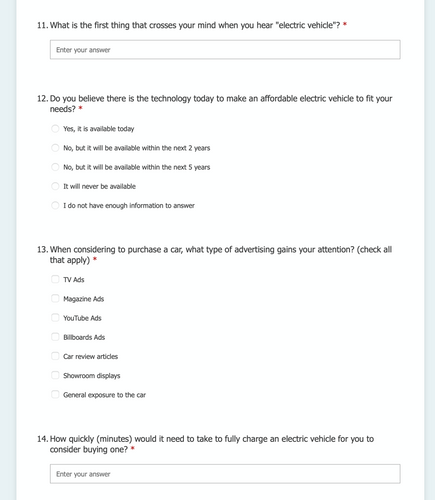 11. What is the first thing that crosses your mind when you hear "electric vehicle"? *
Enter your answer
12. Do you believe there is the technology today to make an affordable electric vehicle to fit your
needs? *
Yes, it is available today
No, but it will be available within the next 2 years
No, but it will be available within the next 5 years
It will never be available
I do not have enough information to answer
13. When considering to purchase a car, what type of advertising gains your attention? (check all
that apply) *
TV Ads
Magazine Ads
YouTube Ads
Billboards Ads
Car review articles
Showroom displays
General exposure to the car
14. How quickly (minutes) would it need to take to fully charge an electric vehicle for you to
consider buying one? *
Enter your answer